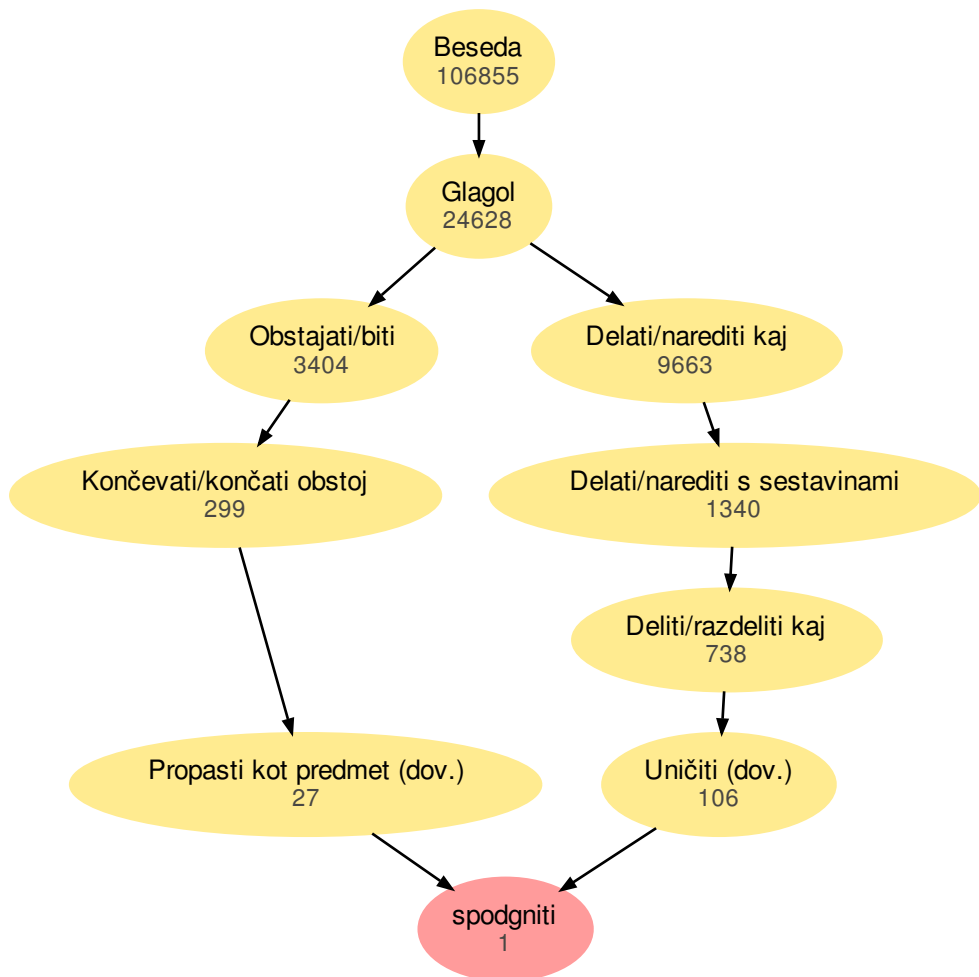 Beseda
106855
Glagol
24628
Obstajati/biti
3404
Delati/narediti kaj
9663
Končevati/končati obstoj
299
Delati/narediti s sestavinami
1340
Deliti/razdeliti kaj
738
Propasti kot predmet (dov.)
27
Uničiti (dov.)
106
spodgniti
1